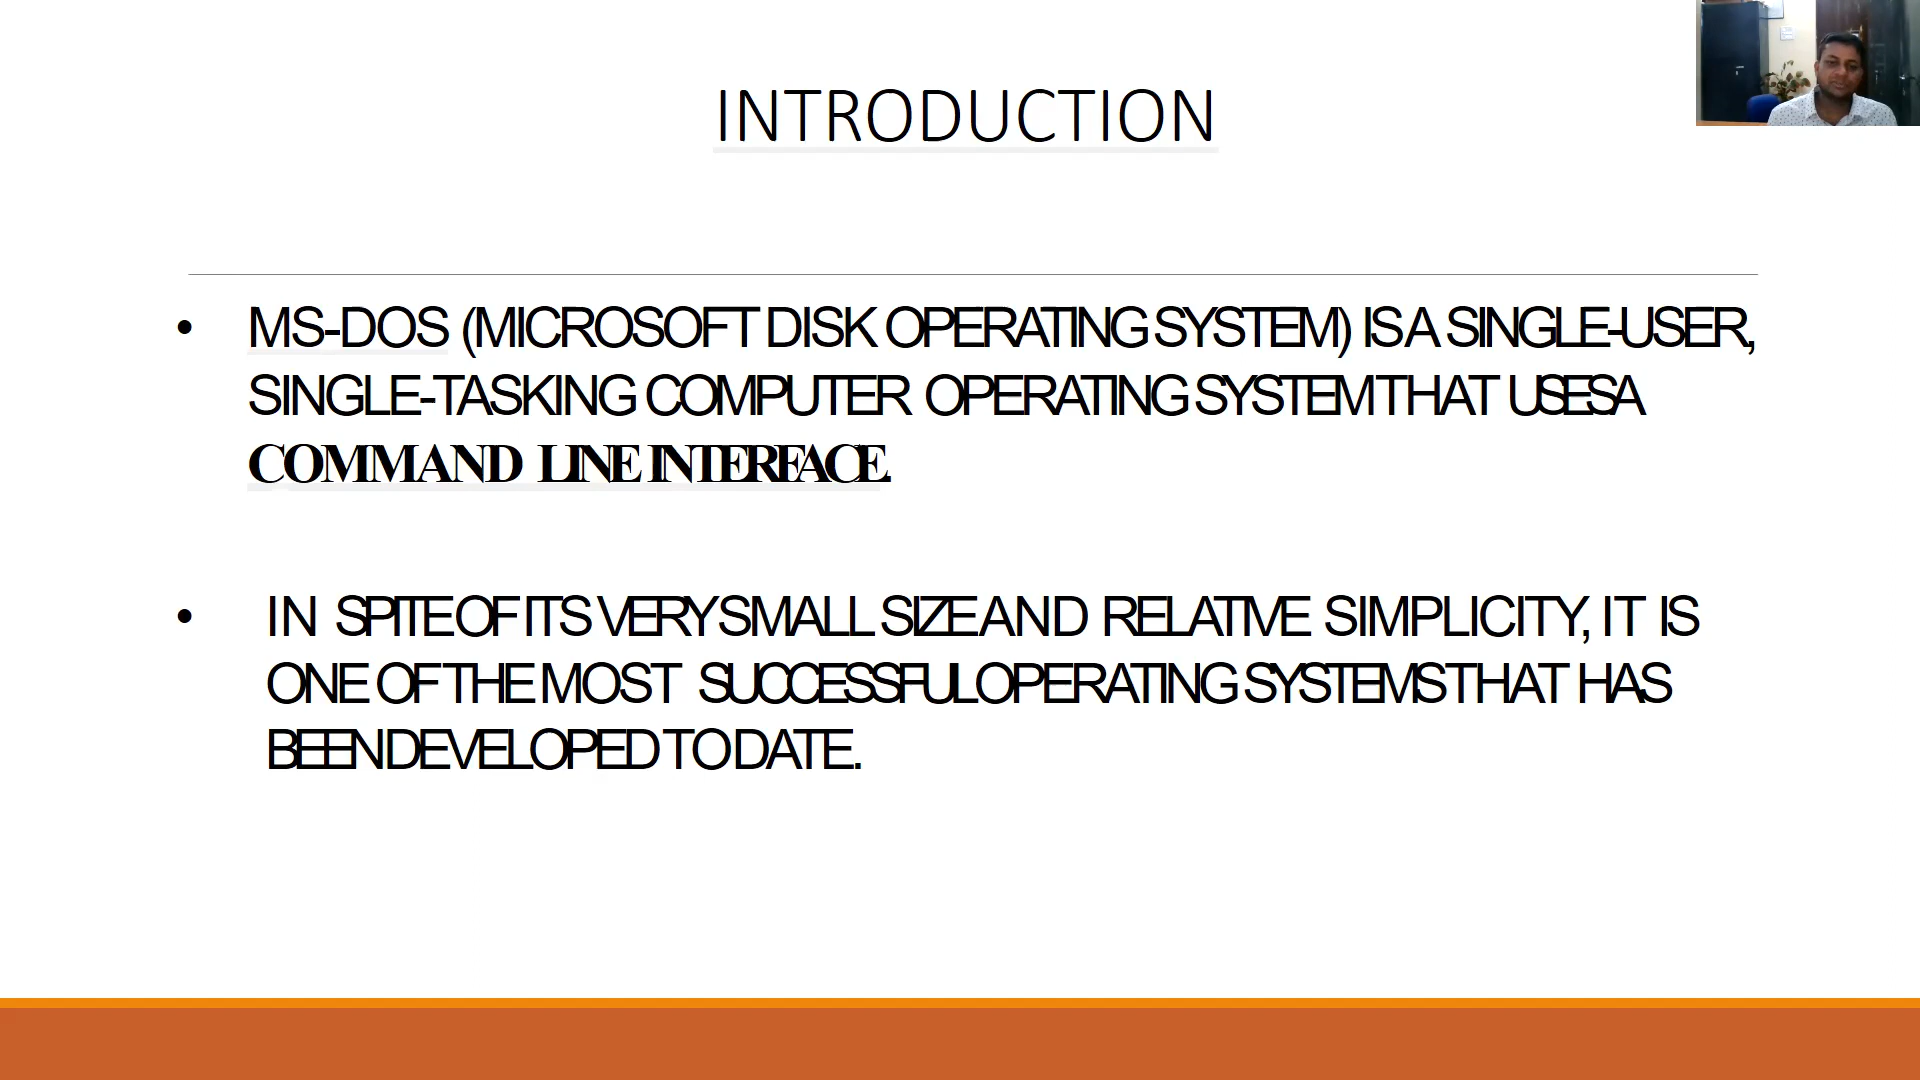 INTRODUCTION
• MS-DOS (MICROSOFT DISK OPERATING SYSTEM) IS A SINGLE-USER,
SINGLE-TASKING COMPUTER OPERATING SYSTEM THAT USES A
COMMAND LINE INTERFACE.
• IN SPITE OF ITS VERY SMALL SIZE AND RELATIVE SIMPLICITY, IT IS
ONE OF THE MOST SUCCESSFUL OPERATING SYSTEMS THAT HAS
BEEN DEVELOPED TO DATE.